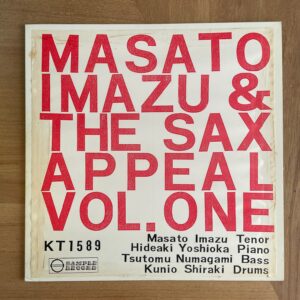 MASATO
IMAZU &
THE SAX
APPEAL
VOL. ONE
KT1589
Masato Imazu Tenor
Hideaki Yoshioka Piano
Tsutomu Numagami Bass
Kunio Shiraki Drums
SAMPLE
RECORD